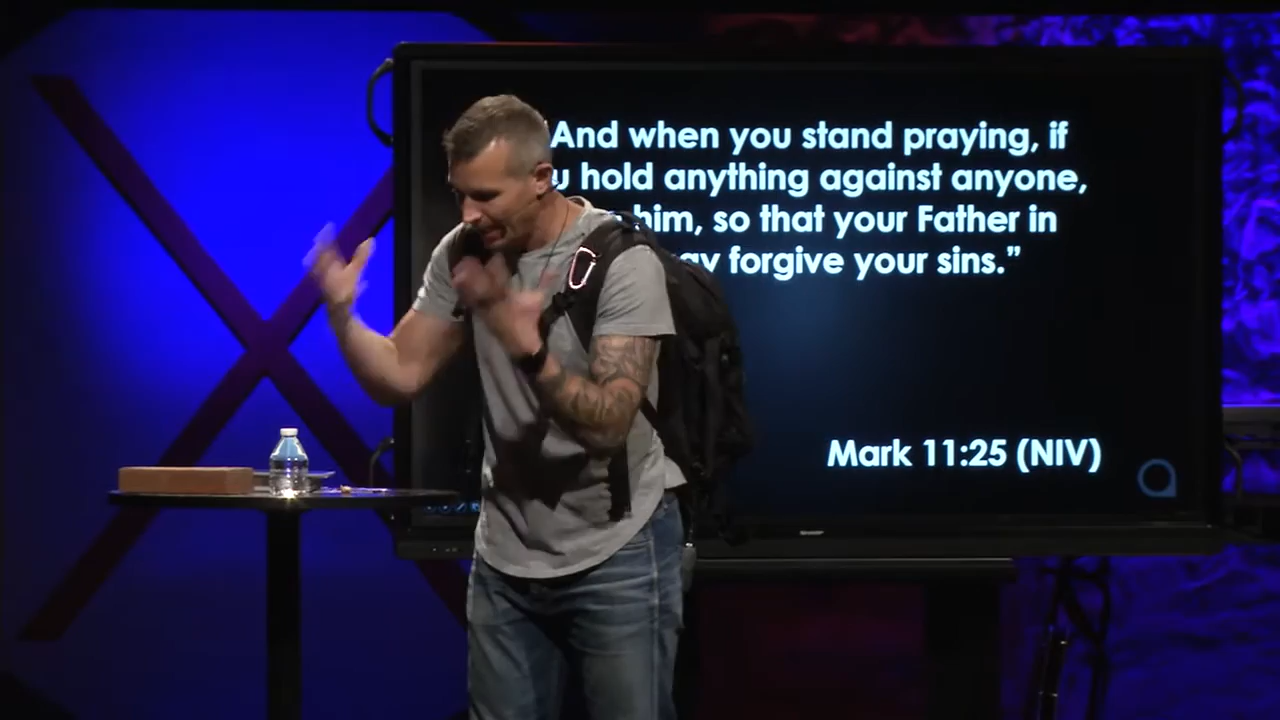 And when you stand praying, if
u hold anything against anyone,
him, so that your Father in
ay forgive your sins.”
Mark 11:25 (NIV)